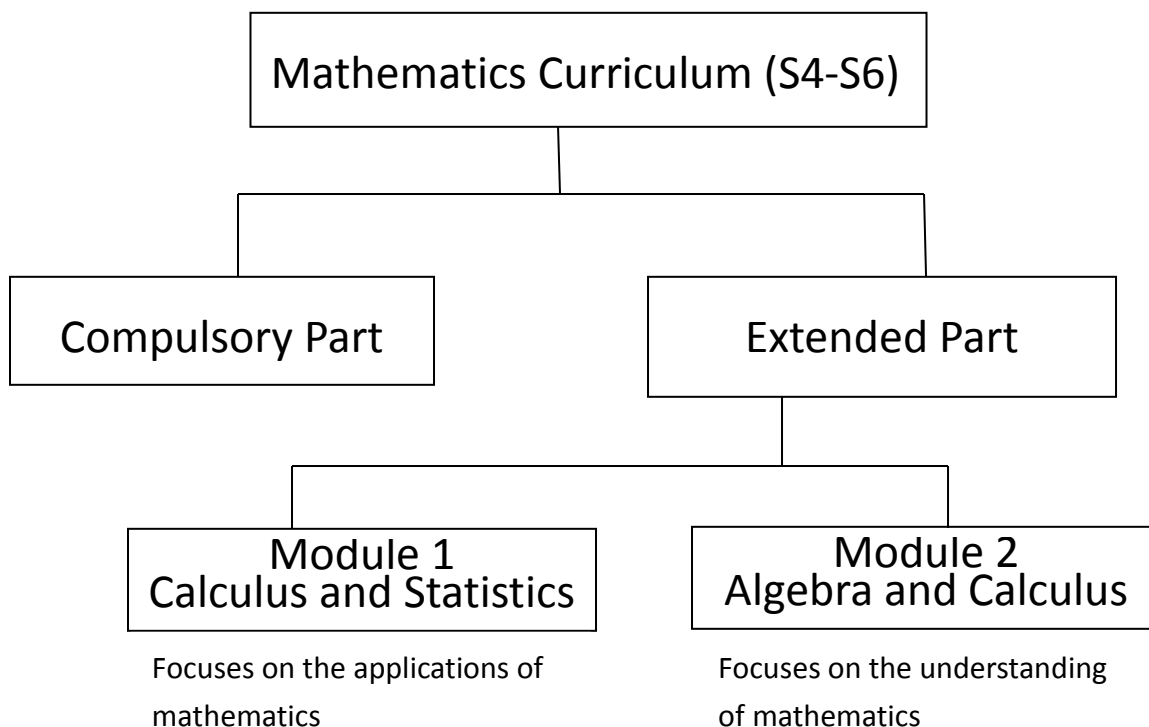 Mathematics Curriculum (S4-S6)
Compulsory Part
Extended Part
Module 1
Calculus and Statistics
Module 2
Algebra and Calculus
Focuses on the applications of
mathematics
Focuses on the understanding
of mathematics